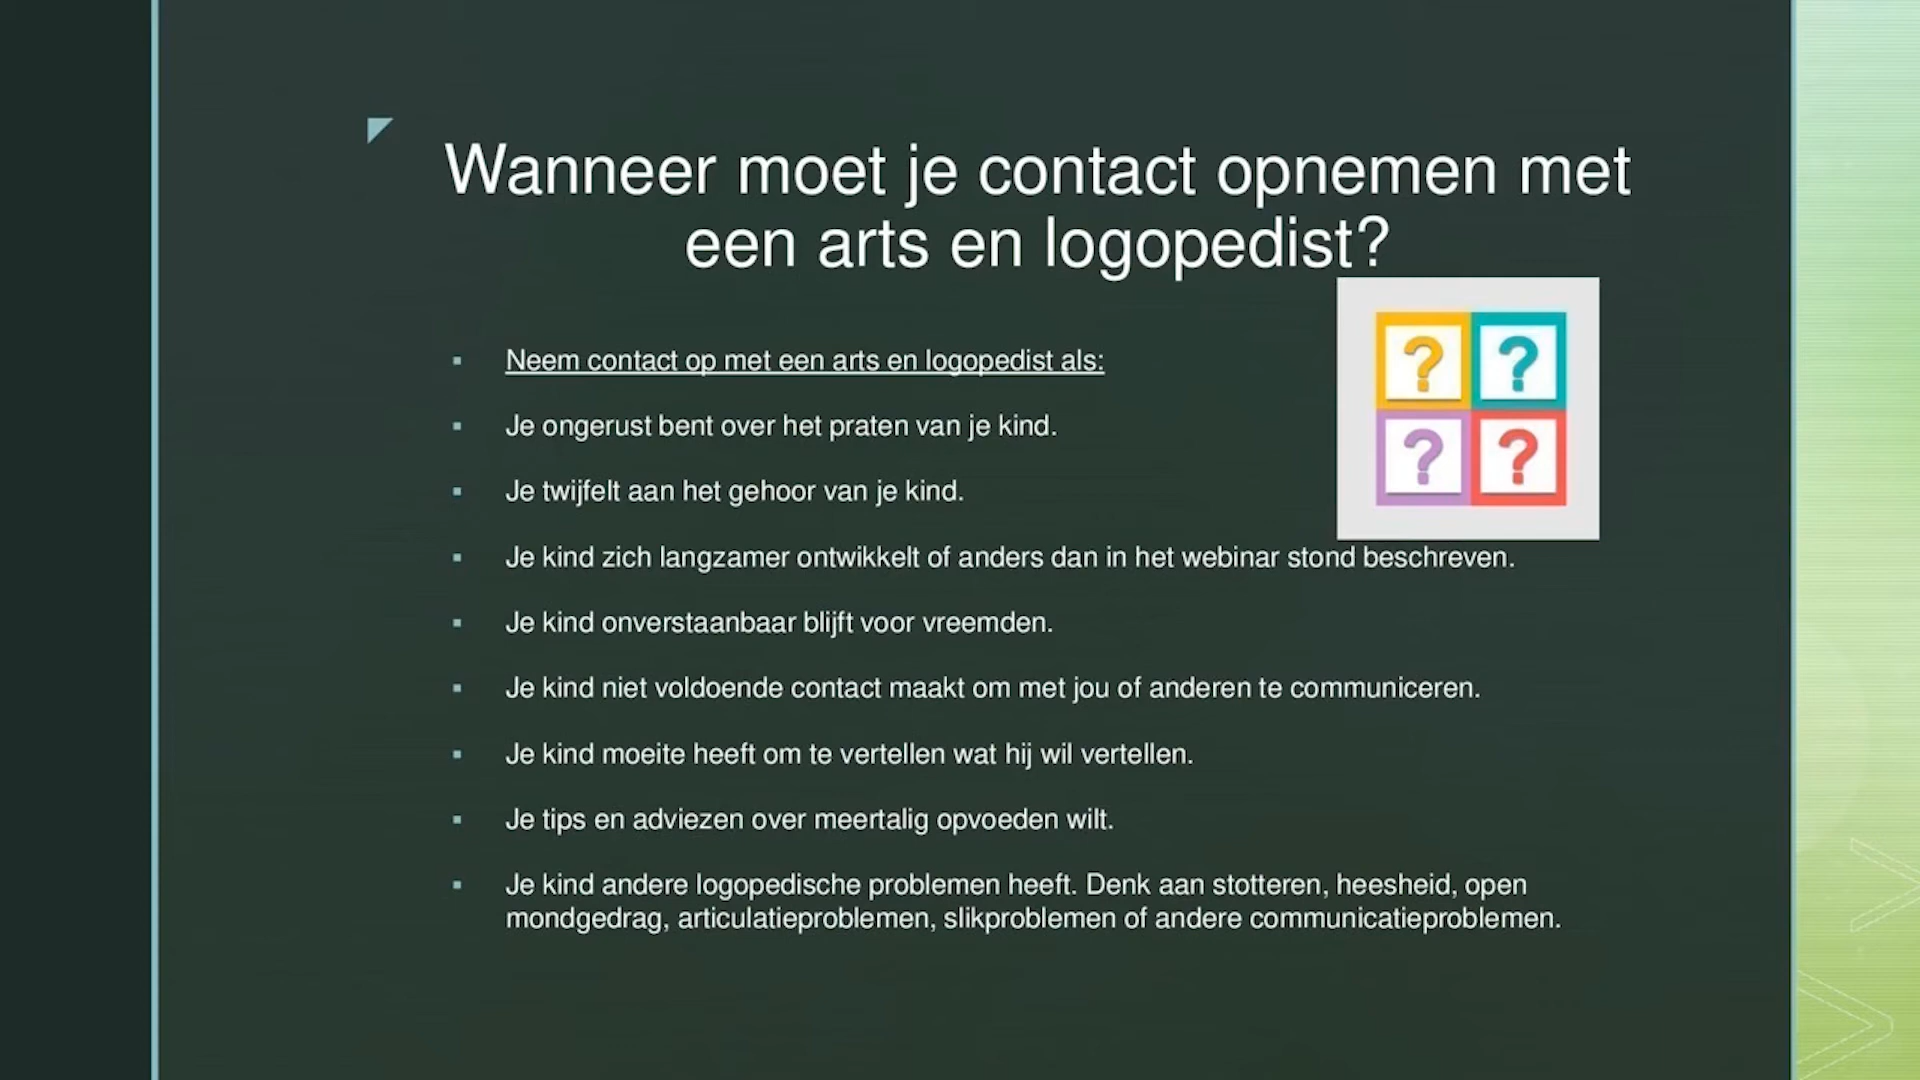 Wanneer moet je contact opnemen met
een arts en logopedist?
Neem contact op met een arts en logopedist als:
Je ongerust bent over het praten van je kind.
Je twijfelt aan het gehoor van je kind.
Je kind zich langzamer ontwikkelt of anders dan in het webinar stond beschreven.
Je kind onverstaanbaar blijft voor vreemden.
Je kind niet voldoende contact maakt om met jou of anderen te communiceren.
Je kind moeite heeft om te vertellen wat hij wil vertellen.
Je tips en adviezen over meertalig opvoeden wilt.
Je kind andere logopedische problemen heeft. Denk aan stotteren, heesheid, open
mondgedrag, articulatieproblemen, slikproblemen of andere communicatieproblemen.
? ?
? ?